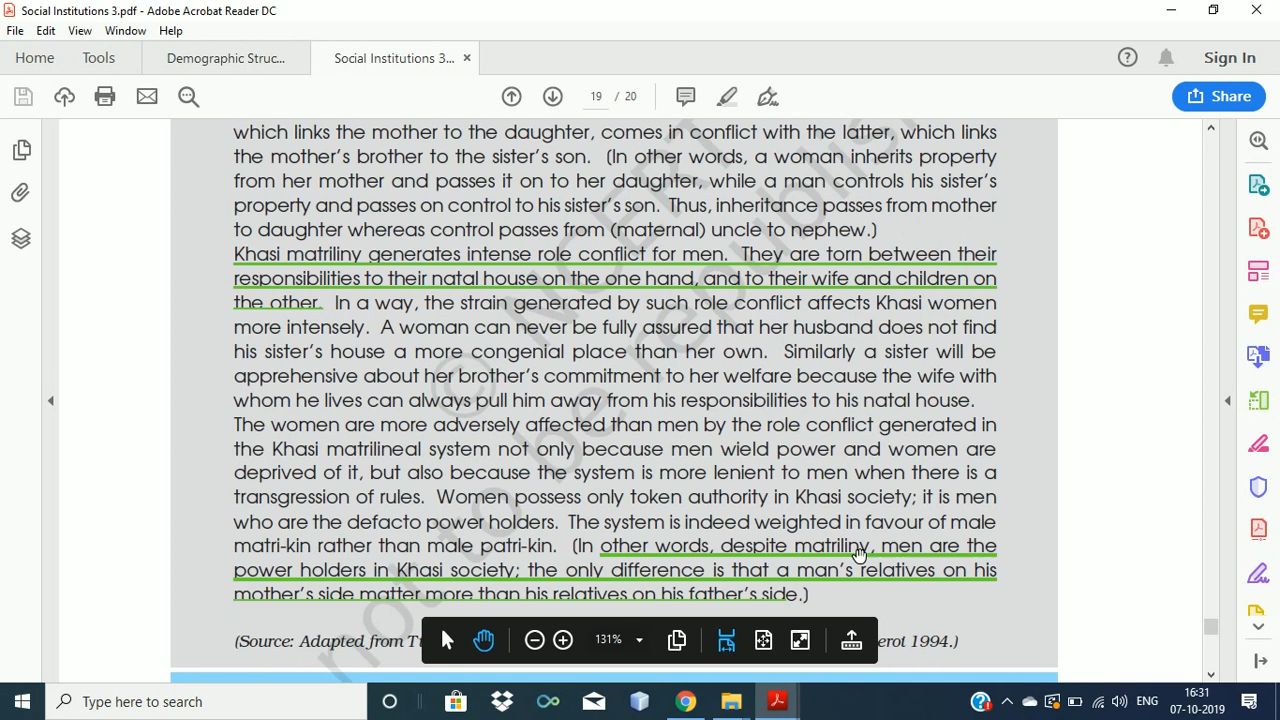 Social Institutions 3.pdf - Adobe Acrobat Reader DC
File Edit View Window Help
Home Tools Demographic Struc... Social Institutions 3... ×
Sign In
19 / 20
Share
which links the mother to the daughter, comes in conflict with the latter, which links
the mother's brother to the sister's son. (In other words, a woman inherits property
from her mother and passes it on to her daughter, while a man controls his sister's
property and passes on control to his sister's son. Thus, inheritance passes from mother
to daughter whereas control passes from (maternal) uncle to nephew.)
Khasi matriliny generates intense role conflict for men. They are torn between their
responsibilities to their natal house on the one hand, and to their wife and children on
the other. In a way, the strain generated by such role conflict affects Khasi women
more intensely. A woman can never be fully assured that her husband does not find
his sister's house a more congenial place than her own. Similarly a sister will be
apprehensive about her brother's commitment to her welfare because the wife with
whom he lives can always pull him away from his responsibilities to his natal house.
The women are more adversely affected than men by the role conflict generated in
the Khasi matrilineal system not only because men wield power and women are
deprived of it, but also because the system is more lenient to men when there is a
transgression of rules. Women possess only token authority in Khasi society; it is men
who are the defacto power holders. The system is indeed weighted in favour of male
matri-kin rather than male patri-kin. (In other words, despite matriliny, men are the
power holders in Khasi society; the only difference is that a man's relatives on his
mother's side matter more than his relatives on his father's side.)
(Source: Adapted from erot 1994.)
© NCERT
not to be republish
131%
Type here to search
ENG
16:31
07-10-2019